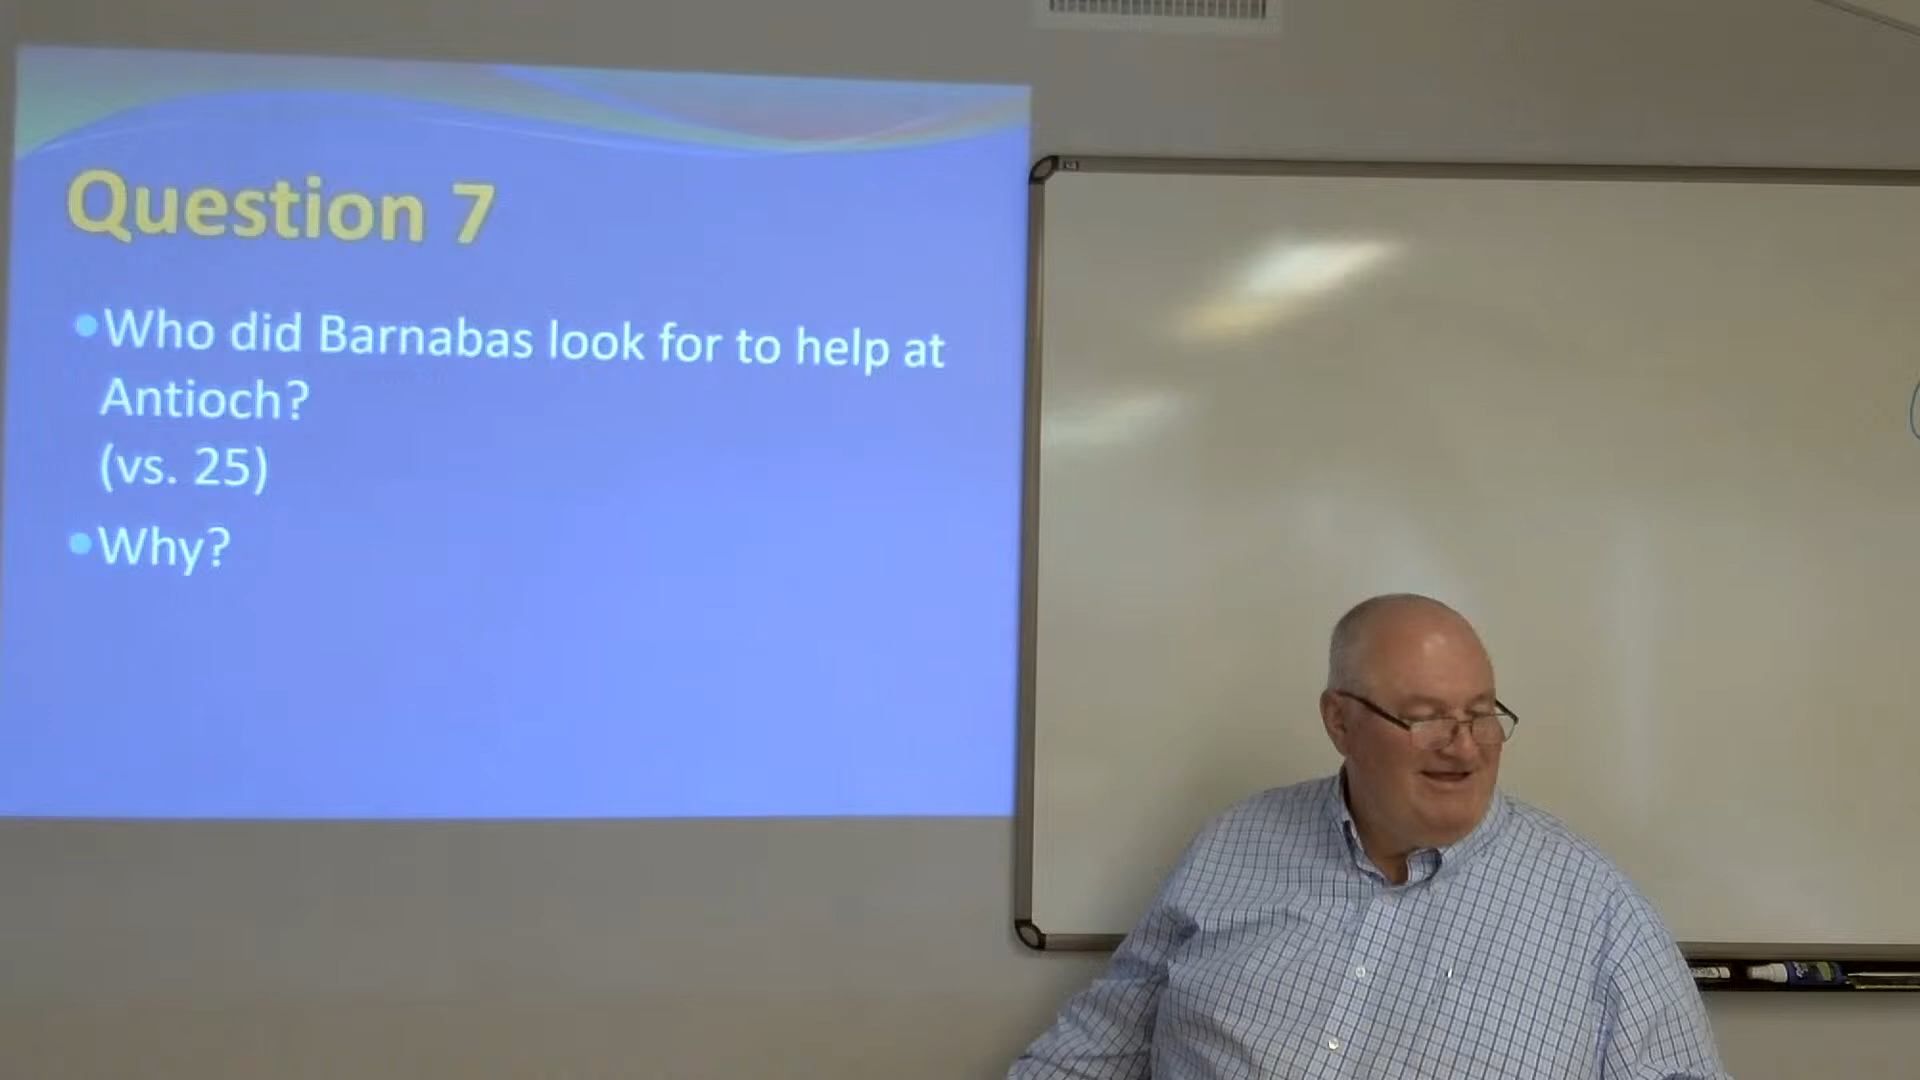 Question 7
•Who did Barnabas look for to help at
Antioch?
(vs. 25)
•Why?